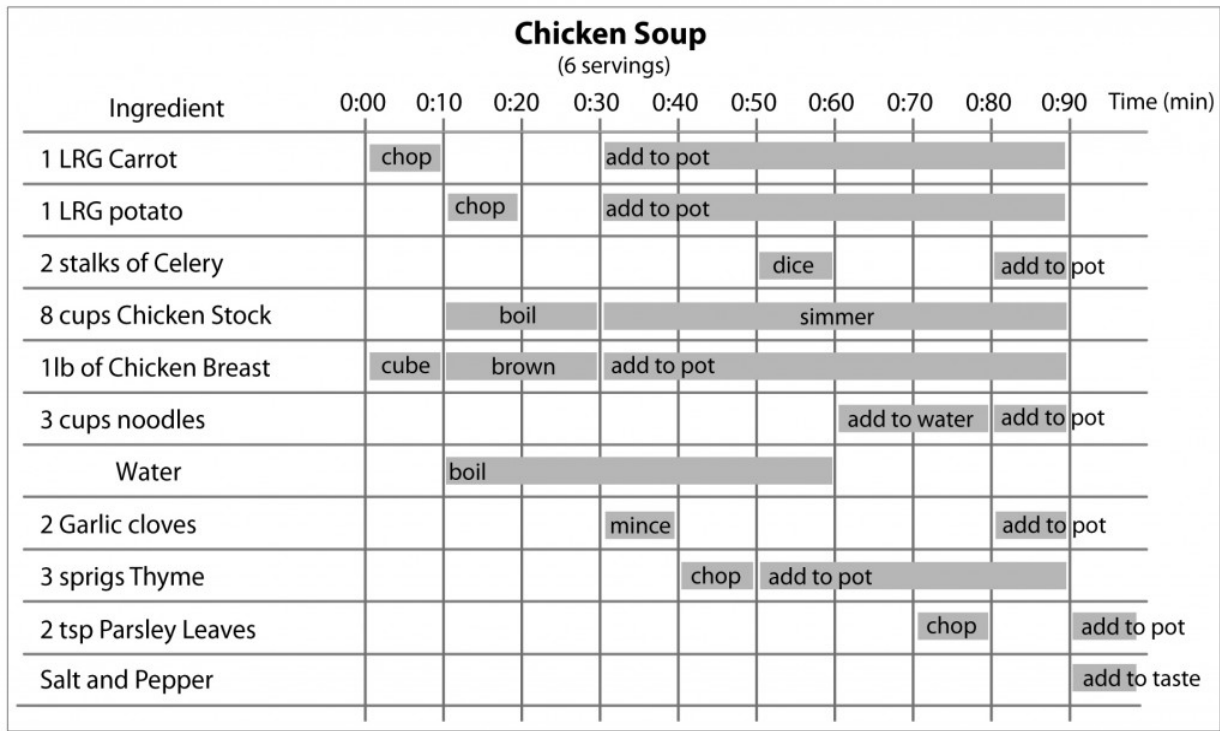 Chicken Soup
(6 servings)
Ingredient 0:00 0:10 0:20 0:30 0:40 0:50 0:60 0:70 0:80 0:90 Time (min)
1 LRG Carrot chop add to pot
1 LRG potato chop add to pot
2 stalks of Celery dice add to pot
8 cups Chicken Stock boil simmer
1lb of Chicken Breast cube brown add to pot
3 cups noodles add to water add to pot
Water boil
2 Garlic cloves mince add to pot
3 sprigs Thyme chop add to pot
2 tsp Parsley Leaves chop add to pot
Salt and Pepper add to taste